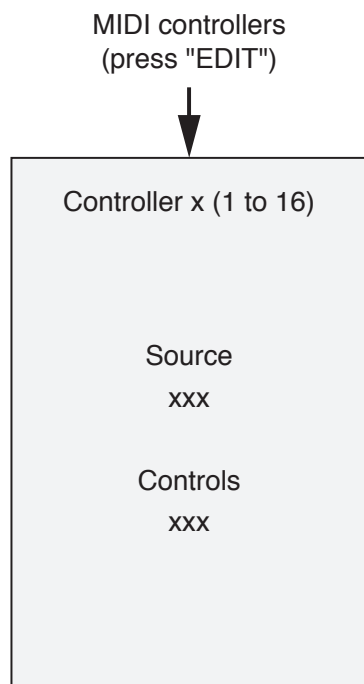 MIDI controllers
(press "EDIT")
Controller x (1 to 16)
Source
xxx
Controls
xxx